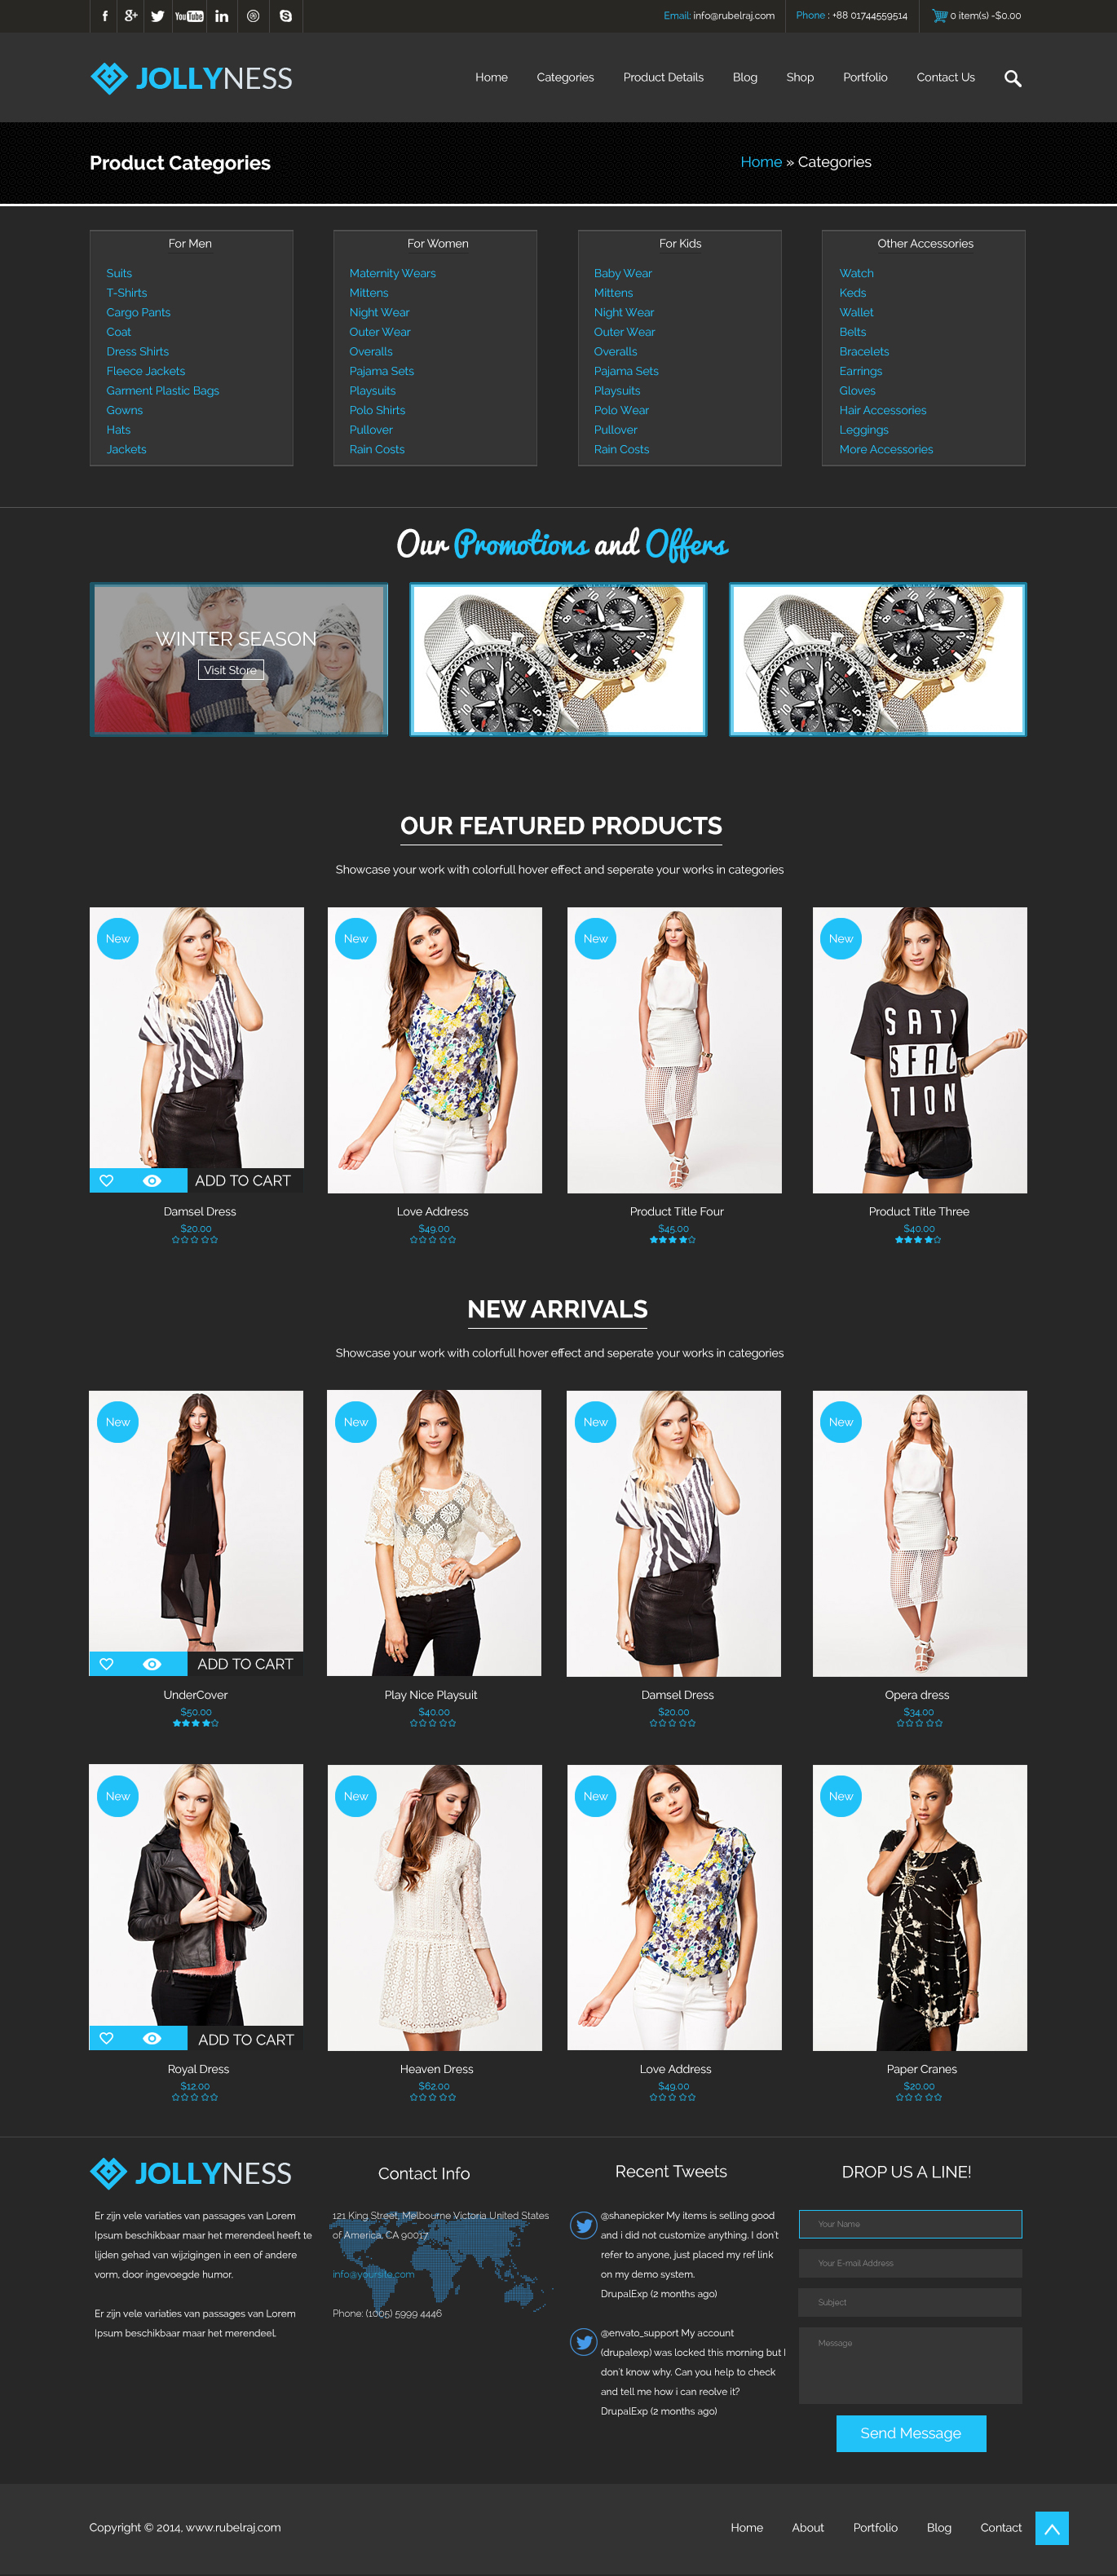 f g+ YouTube in
Email: info@rubelraj.com Phone : +88 01744559514 0 item(s) -$0.00
JOLLYNESS
Home Categories Product Details Blog Shop Portfolio Contact Us
Product Categories
Home » Categories
For Men
Suits
T-Shirts
Cargo Pants
Coat
Dress Shirts
Fleece Jackets
Garment Plastic Bags
Gowns
Hats
Jackets
For Women
Maternity Wears
Mittens
Night Wear
Outer Wear
Overalls
Pajama Sets
Playsuits
Polo Shirts
Pullover
Rain Costs
For Kids
Baby Wear
Mittens
Night Wear
Outer Wear
Overalls
Pajama Sets
Playsuits
Polo Wear
Pullover
Rain Costs
Other Accessories
Watch
Keds
Wallet
Belts
Bracelets
Earrings
Gloves
Hair Accessories
Leggings
More Accessories
Our Promotions and Offers
WINTER SEASON
Visit Store
OUR FEATURED PRODUCTS
Showcase your work with colorfull hover effect and seperate your works in categories
New
ADD TO CART
Damsel Dress
$20.00
New
Love Address
$49.00
New
Product Title Four
$45.00
New
SATI
SFAC
TION
Product Title Three
$40.00
NEW ARRIVALS
Showcase your work with colorfull hover effect and seperate your works in categories
New
ADD TO CART
UnderCover
$50.00
New
Play Nice Playsuit
$40.00
New
Damsel Dress
$20.00
New
Opera dress
$34.00
New
ADD TO CART
Royal Dress
$12.00
New
Heaven Dress
$62.00
New
Love Address
$49.00
New
Paper Cranes
$20.00
JOLLYNESS
Er zijn vele variaties van passages van Lorem
Ipsum beschikbaar maar het merendeel heeft te
lijden gehad van wijzigingen in een of andere
vorm, door ingevoegde humor.
Er zijn vele variaties van passages van Lorem
Ipsum beschikbaar maar het merendeel.
Contact Info
121 King Street, Melbourne Victoria United States
of America, CA 90017
info@yoursite.com
Phone: (1005) 5999 4446
Recent Tweets
@shanepicker My items is selling good
and i did not customize anything. I don't
refer to anyone, just placed my ref link
on my demo system.
DrupalExp (2 months ago)
@envato_support My account
(drupalexp) was locked this morning but I
don't know why. Can you help to check
and tell me how i can reolve it?
DrupalExp (2 months ago)
DROP US A LINE!
Your Name
Your E-mail Address
Subject
Message
Send Message
Copyright © 2014, www.rubelraj.com
Home About Portfolio Blog Contact